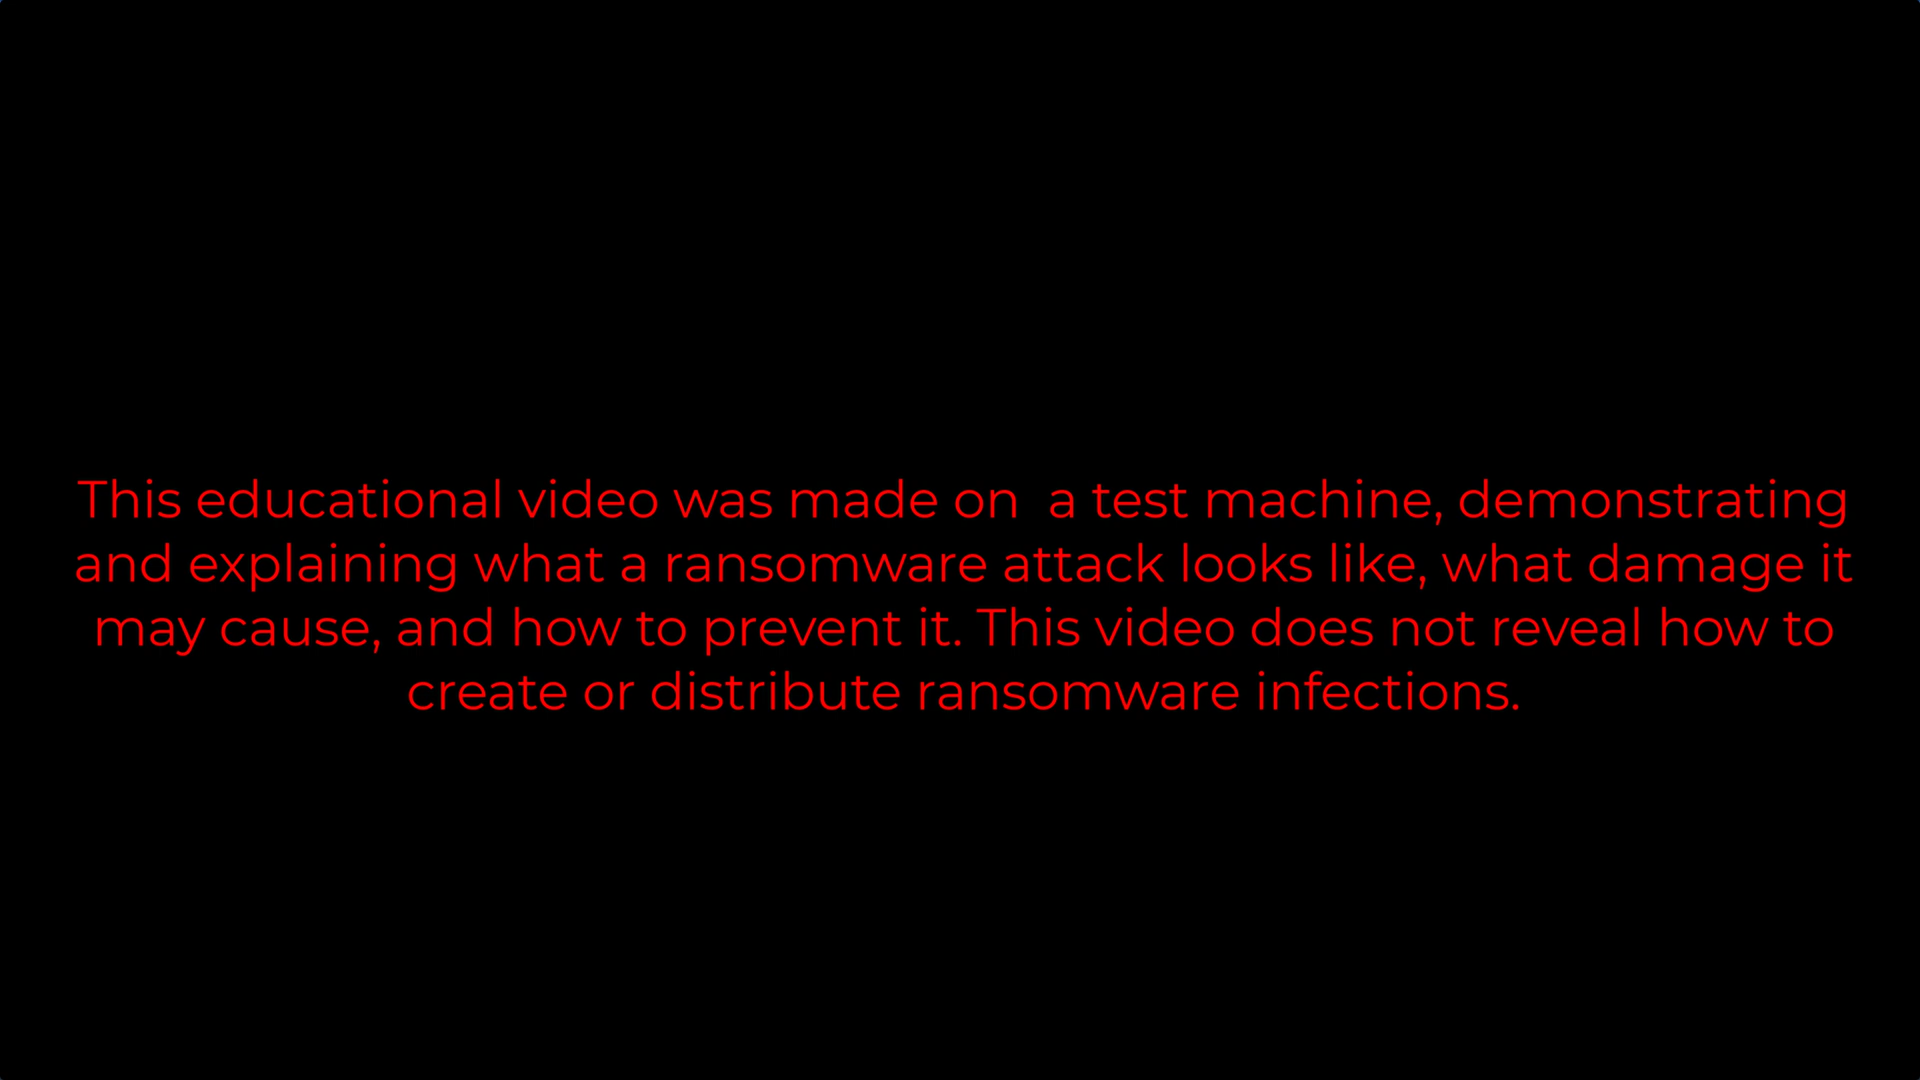 This educational video was made on  a test machine, demonstrating
and explaining what a ransomware attack looks like, what damage it
may cause, and how to prevent it. This video does not reveal how to
create or distribute ransomware infections.